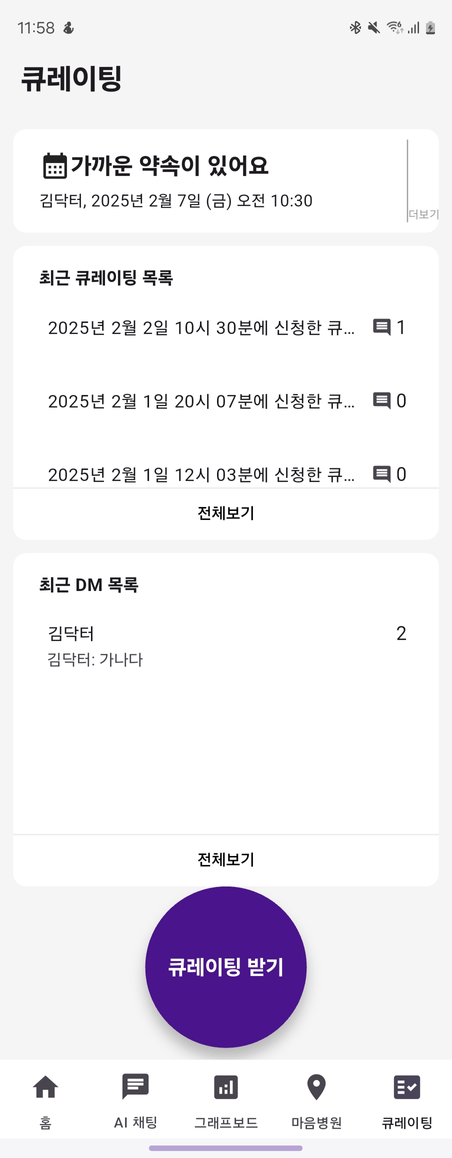 11:58
큐레이팅
가까운 약속이 있어요
김닥터, 2025년 2월 7일 (금) 오전 10:30
더보기
최근 큐레이팅 목록
2025년 2월 2일 10시 30분에 신청한 큐... 1
2025년 2월 1일 20시 07분에 신청한 큐... 0
2025년 2월 1일 12시 03분에 신청한 큐... 0
전체보기
최근 DM 목록
김닥터 2
김닥터: 가나다
전체보기
큐레이팅 받기
홈 AI 채팅 그래프보드 마음병원 큐레이팅